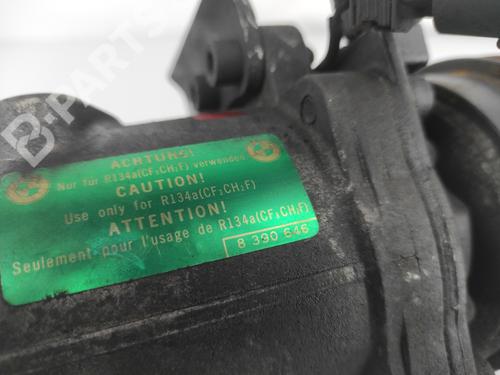 B-PARTS
ACHTUNG!
Nur für R134a(CF₃CH₂F) verwenden
CAUTION!
Use only for R134a(CF₃CH₂F)
ATTENTION!
Seulement pour l'usage de R134a(CF₃CH₂F)
8 390 646